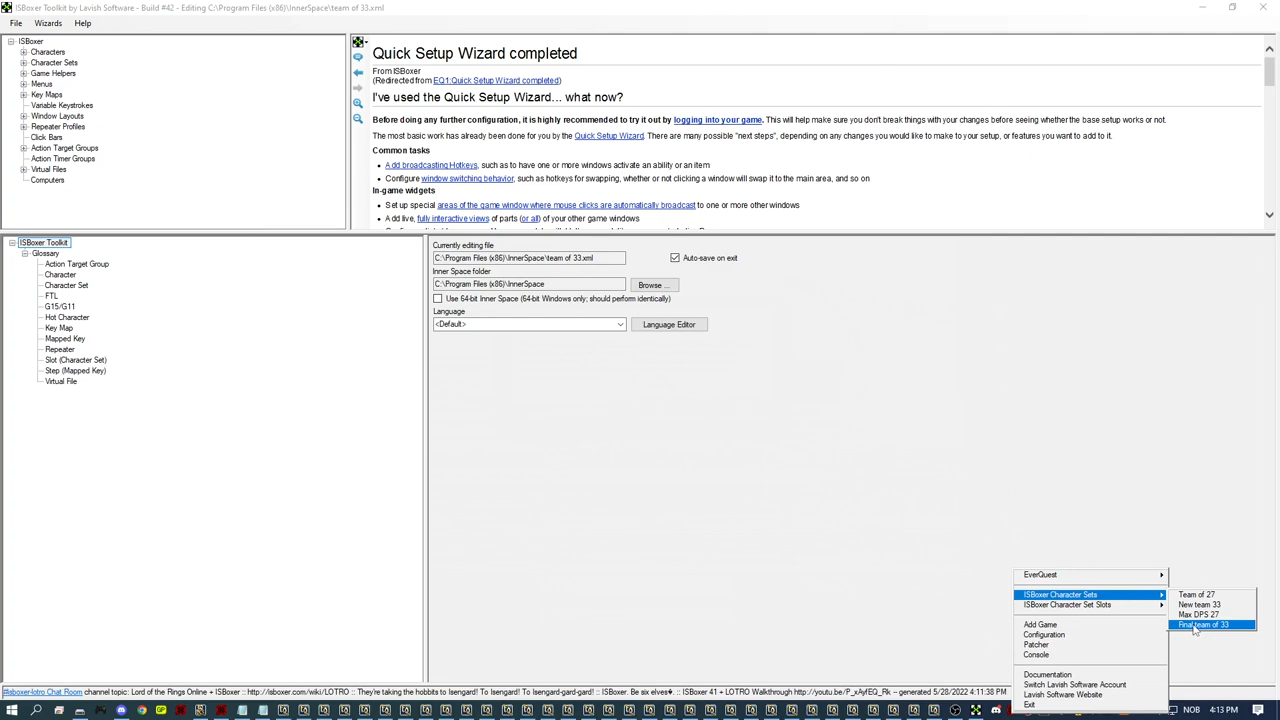 ISBoxer Toolkit by Lavish Software - Build #42 - Editing C:\Program Files (x86)\InnerSpace\team of 33.xml
File Wizards Help
ISBoxer
Characters
Character Sets
Game Helpers
Menus
Key Maps
Variable Keystrokes
Window Layouts
Repeater Profiles
Click Bars
Action Target Groups
Action Timer Groups
Virtual Files
Computers
Quick Setup Wizard completed
From ISBoxer
(Redirected from EQ1:Quick Setup Wizard completed)
I've used the Quick Setup Wizard... what now?
Before doing any further configuration, it is highly recommended to try it out by logging into your game. This will help make sure you don't break things with your changes before seeing whether the base setup works or not.
The most basic work has already been done for you by the Quick Setup Wizard. There are many possible "next steps", depending on any changes you would like to make to your setup, or features you want to add to it.
Common tasks
Add broadcasting Hotkeys, such as to have one or more windows activate an ability or an item
Configure window switching behavior, such as hotkeys for swapping, whether or not clicking a window will swap it to the main area, and so on
In-game widgets
Set up special areas of the game window where mouse clicks are automatically broadcast to one or more other windows
Add live, fully interactive views of parts (or all) of your other game windows
ISBoxer Toolkit
Glossary
Action Target Group
Character
Character Set
FTL
G15/G11
Hot Character
Key Map
Mapped Key
Repeater
Slot (Character Set)
Step (Mapped Key)
Virtual File
Currently editing file
C:\Program Files (x86)\InnerSpace\team of 33.xml
Auto-save on exit
Inner Space folder
C:\Program Files (x86)\InnerSpace
Browse ...
Use 64-bit Inner Space (64-bit Windows only; should perform identically)
Language
<Default>
Language Editor
EverQuest
ISBoxer Character Sets
ISBoxer Character Set Slots
Add Game
Configuration
Patcher
Console
Documentation
Switch Lavish Software Account
Lavish Software Website
Exit
Team of 27
New team 33
Max DPS 27
Final team of 33
#isboxer-lotro Chat Room channel topic: Lord of the Rings Online + ISBoxer :: http://isboxer.com/wiki/LOTRO :: They're taking the hobbits to Isengard! To Isengard! To Isengard-gard-gard! :: ISBoxer. Be six elves�. :: ISBoxer 41 + LOTRO Walkthrough http://youtu.be/P_xAyFEQ_Rk -- generated 5/28/2022 4:11:38 PM
NOB 4:13 PM